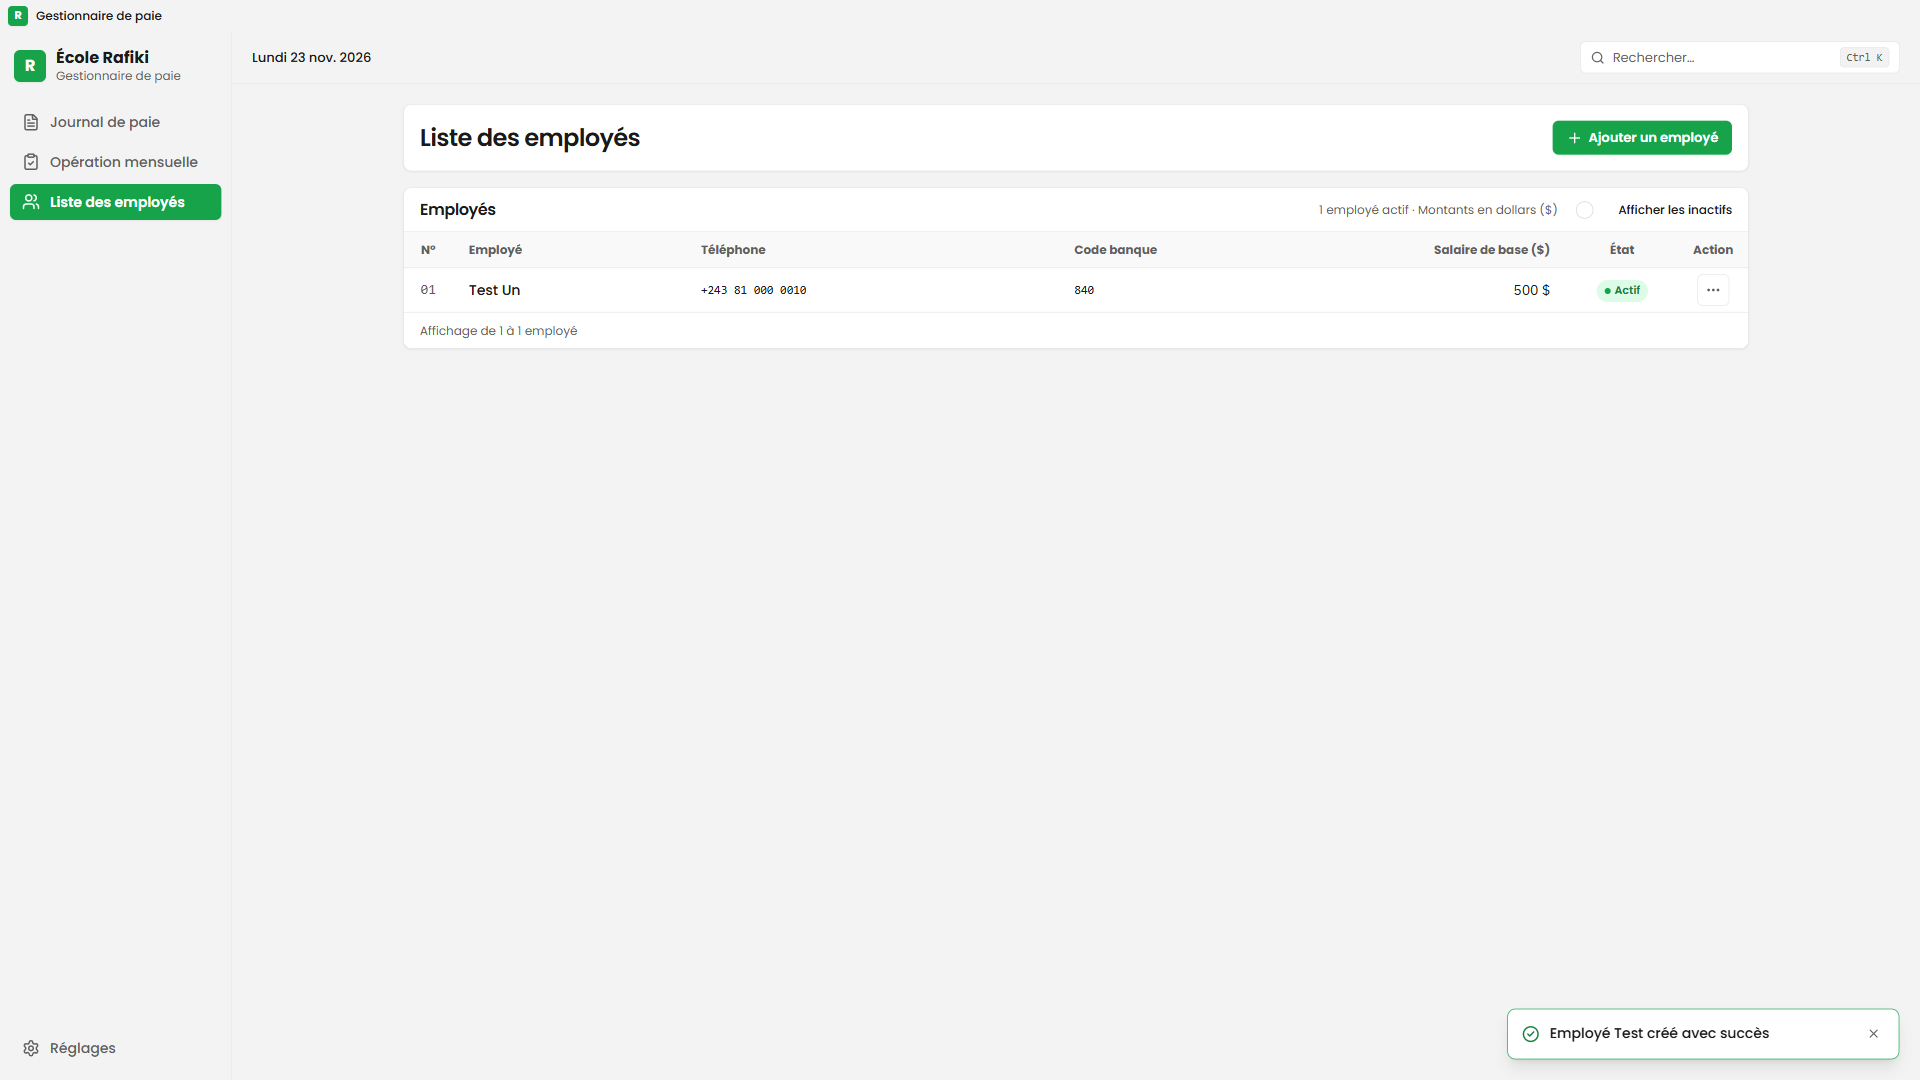 R Gestionnaire de paie
R École Rafiki
Gestionnaire de paie
Lundi 23 nov. 2026
Rechercher... Ctrl K
Journal de paie
Opération mensuelle
Liste des employés
Liste des employés
+ Ajouter un employé
Employés
1 employé actif · Montants en dollars ($)
Afficher les inactifs
N° Employé Téléphone Code banque Salaire de base ($) État Action
01 Test Un +243 81 000 0010 840 500 $ Actif
Affichage de 1 à 1 employé
Réglages
Employé Test créé avec succès